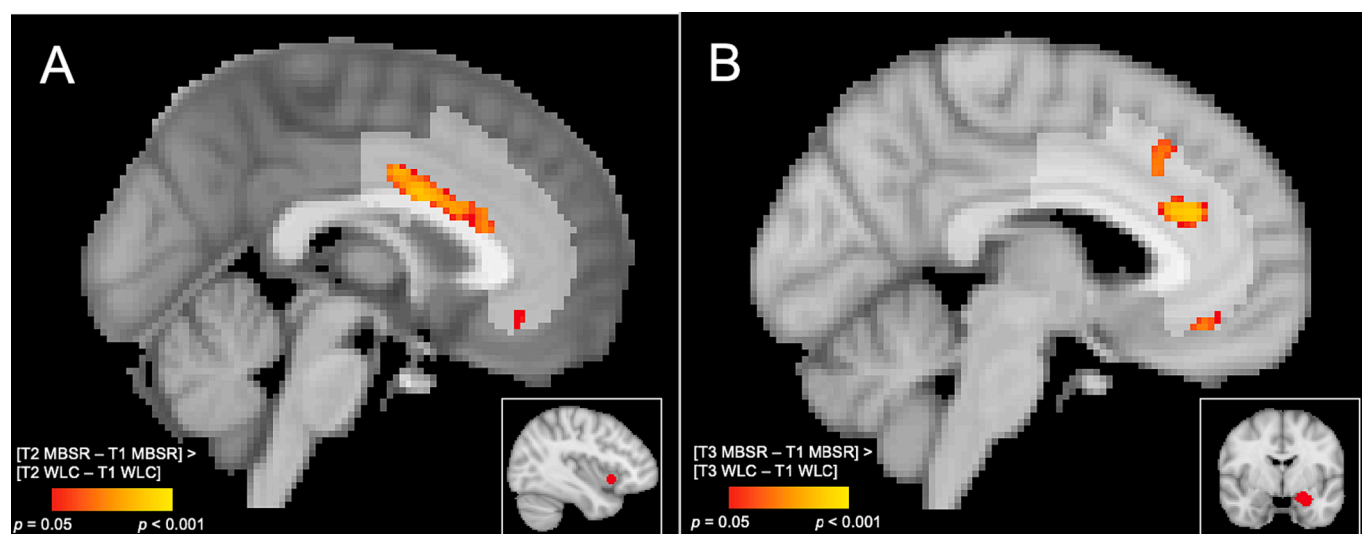 A
[T2 MBSR – T1 MBSR] >
[T2 WLC – T1 WLC]
p = 0.05 p < 0.001
B
[T3 MBSR – T1 MBSR] >
[T3 WLC – T1 WLC]
p = 0.05 p < 0.001